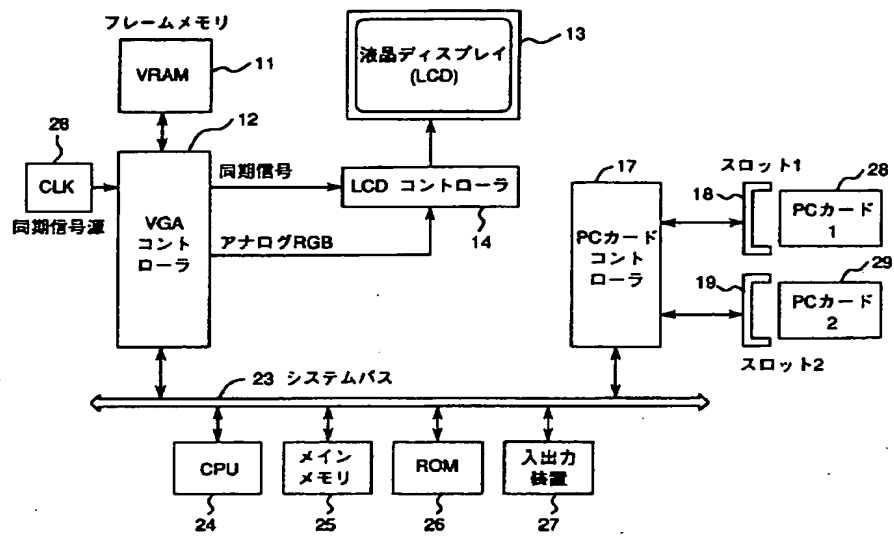 フレームメモリ
VRAM
11
液晶ディスプレイ
(LCD)
13
28
CLK
同期信号源
12
VGA
コント
ローラ
同期信号
アナログRGB
LCD コントローラ
14
17
PCカード
コント
ローラ
スロット1
18
28
PCカード
1
19
29
PCカード
2
スロット2
23 システムバス
CPU
24
メイン
メモリ
25
ROM
26
入出力
装置
27